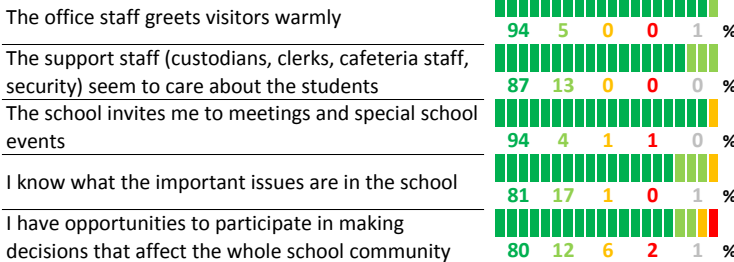 The office staff greets visitors warmly
94 5 0 0 1 %
The support staff (custodians, clerks, cafeteria staff,
security) seem to care about the students
87 13 0 0 0 %
The school invites me to meetings and special school
events
94 4 1 1 0 %
I know what the important issues are in the school
81 17 1 0 1 %
I have opportunities to participate in making
decisions that affect the whole school community
80 12 6 2 1 %